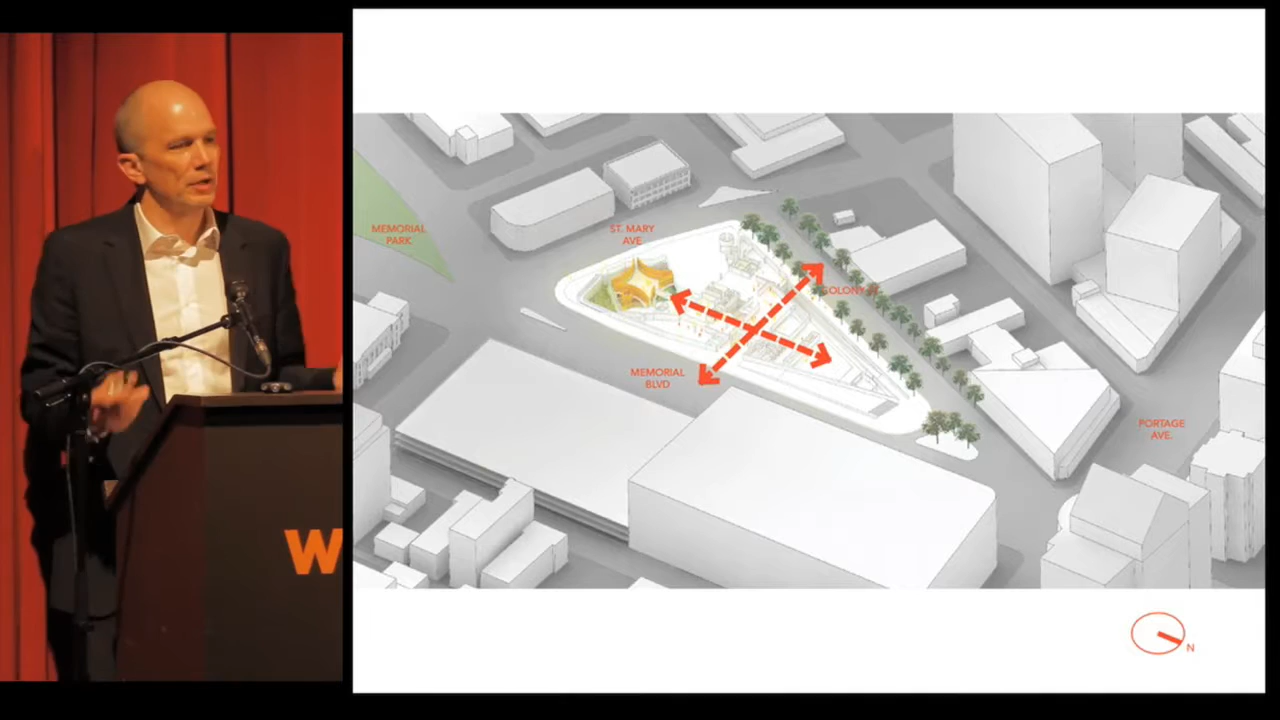 MEMORIAL
PARK
ST. MARY
AVE
COLONY ST
MEMORIAL
BLVD
PORTAGE
AVE.
W
N